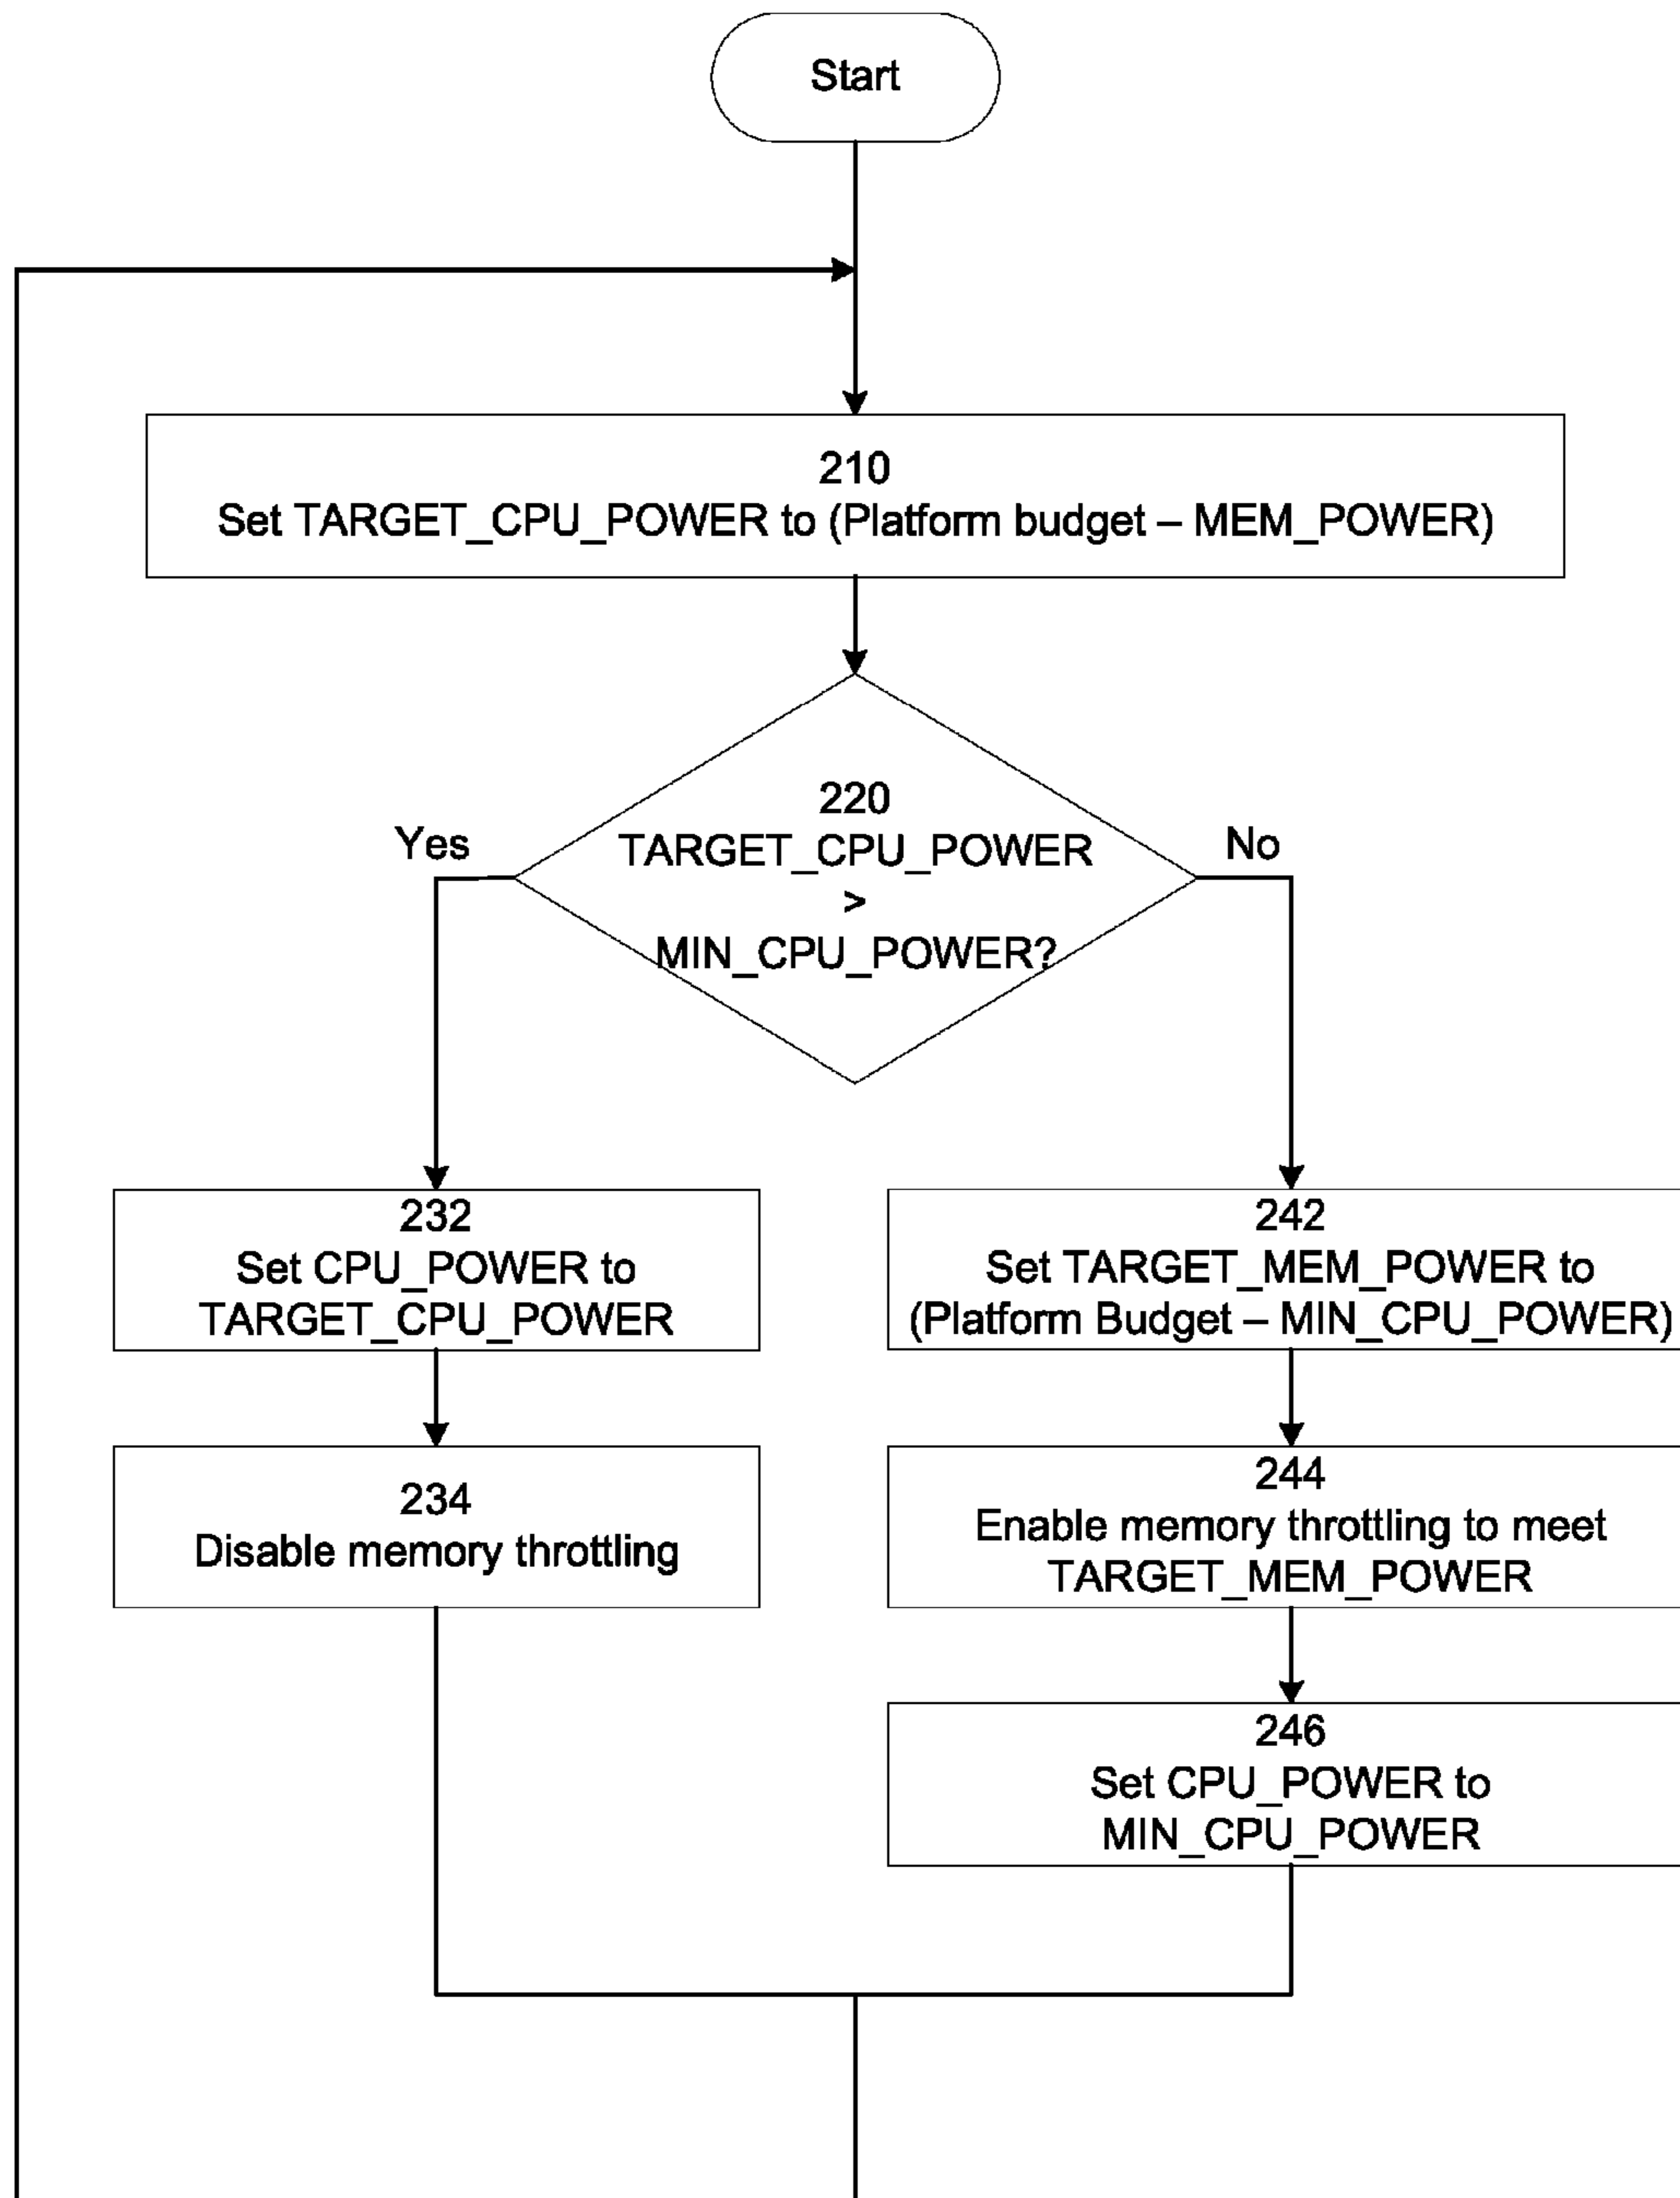 Start
210
Set TARGET_CPU_POWER to (Platform budget – MEM_POWER)
220
TARGET_CPU_POWER
>
MIN_CPU_POWER?
Yes
No
232
Set CPU_POWER to
TARGET_CPU_POWER
234
Disable memory throttling
242
Set TARGET_MEM_POWER to
(Platform Budget – MIN_CPU_POWER)
244
Enable memory throttling to meet
TARGET_MEM_POWER
246
Set CPU_POWER to
MIN_CPU_POWER